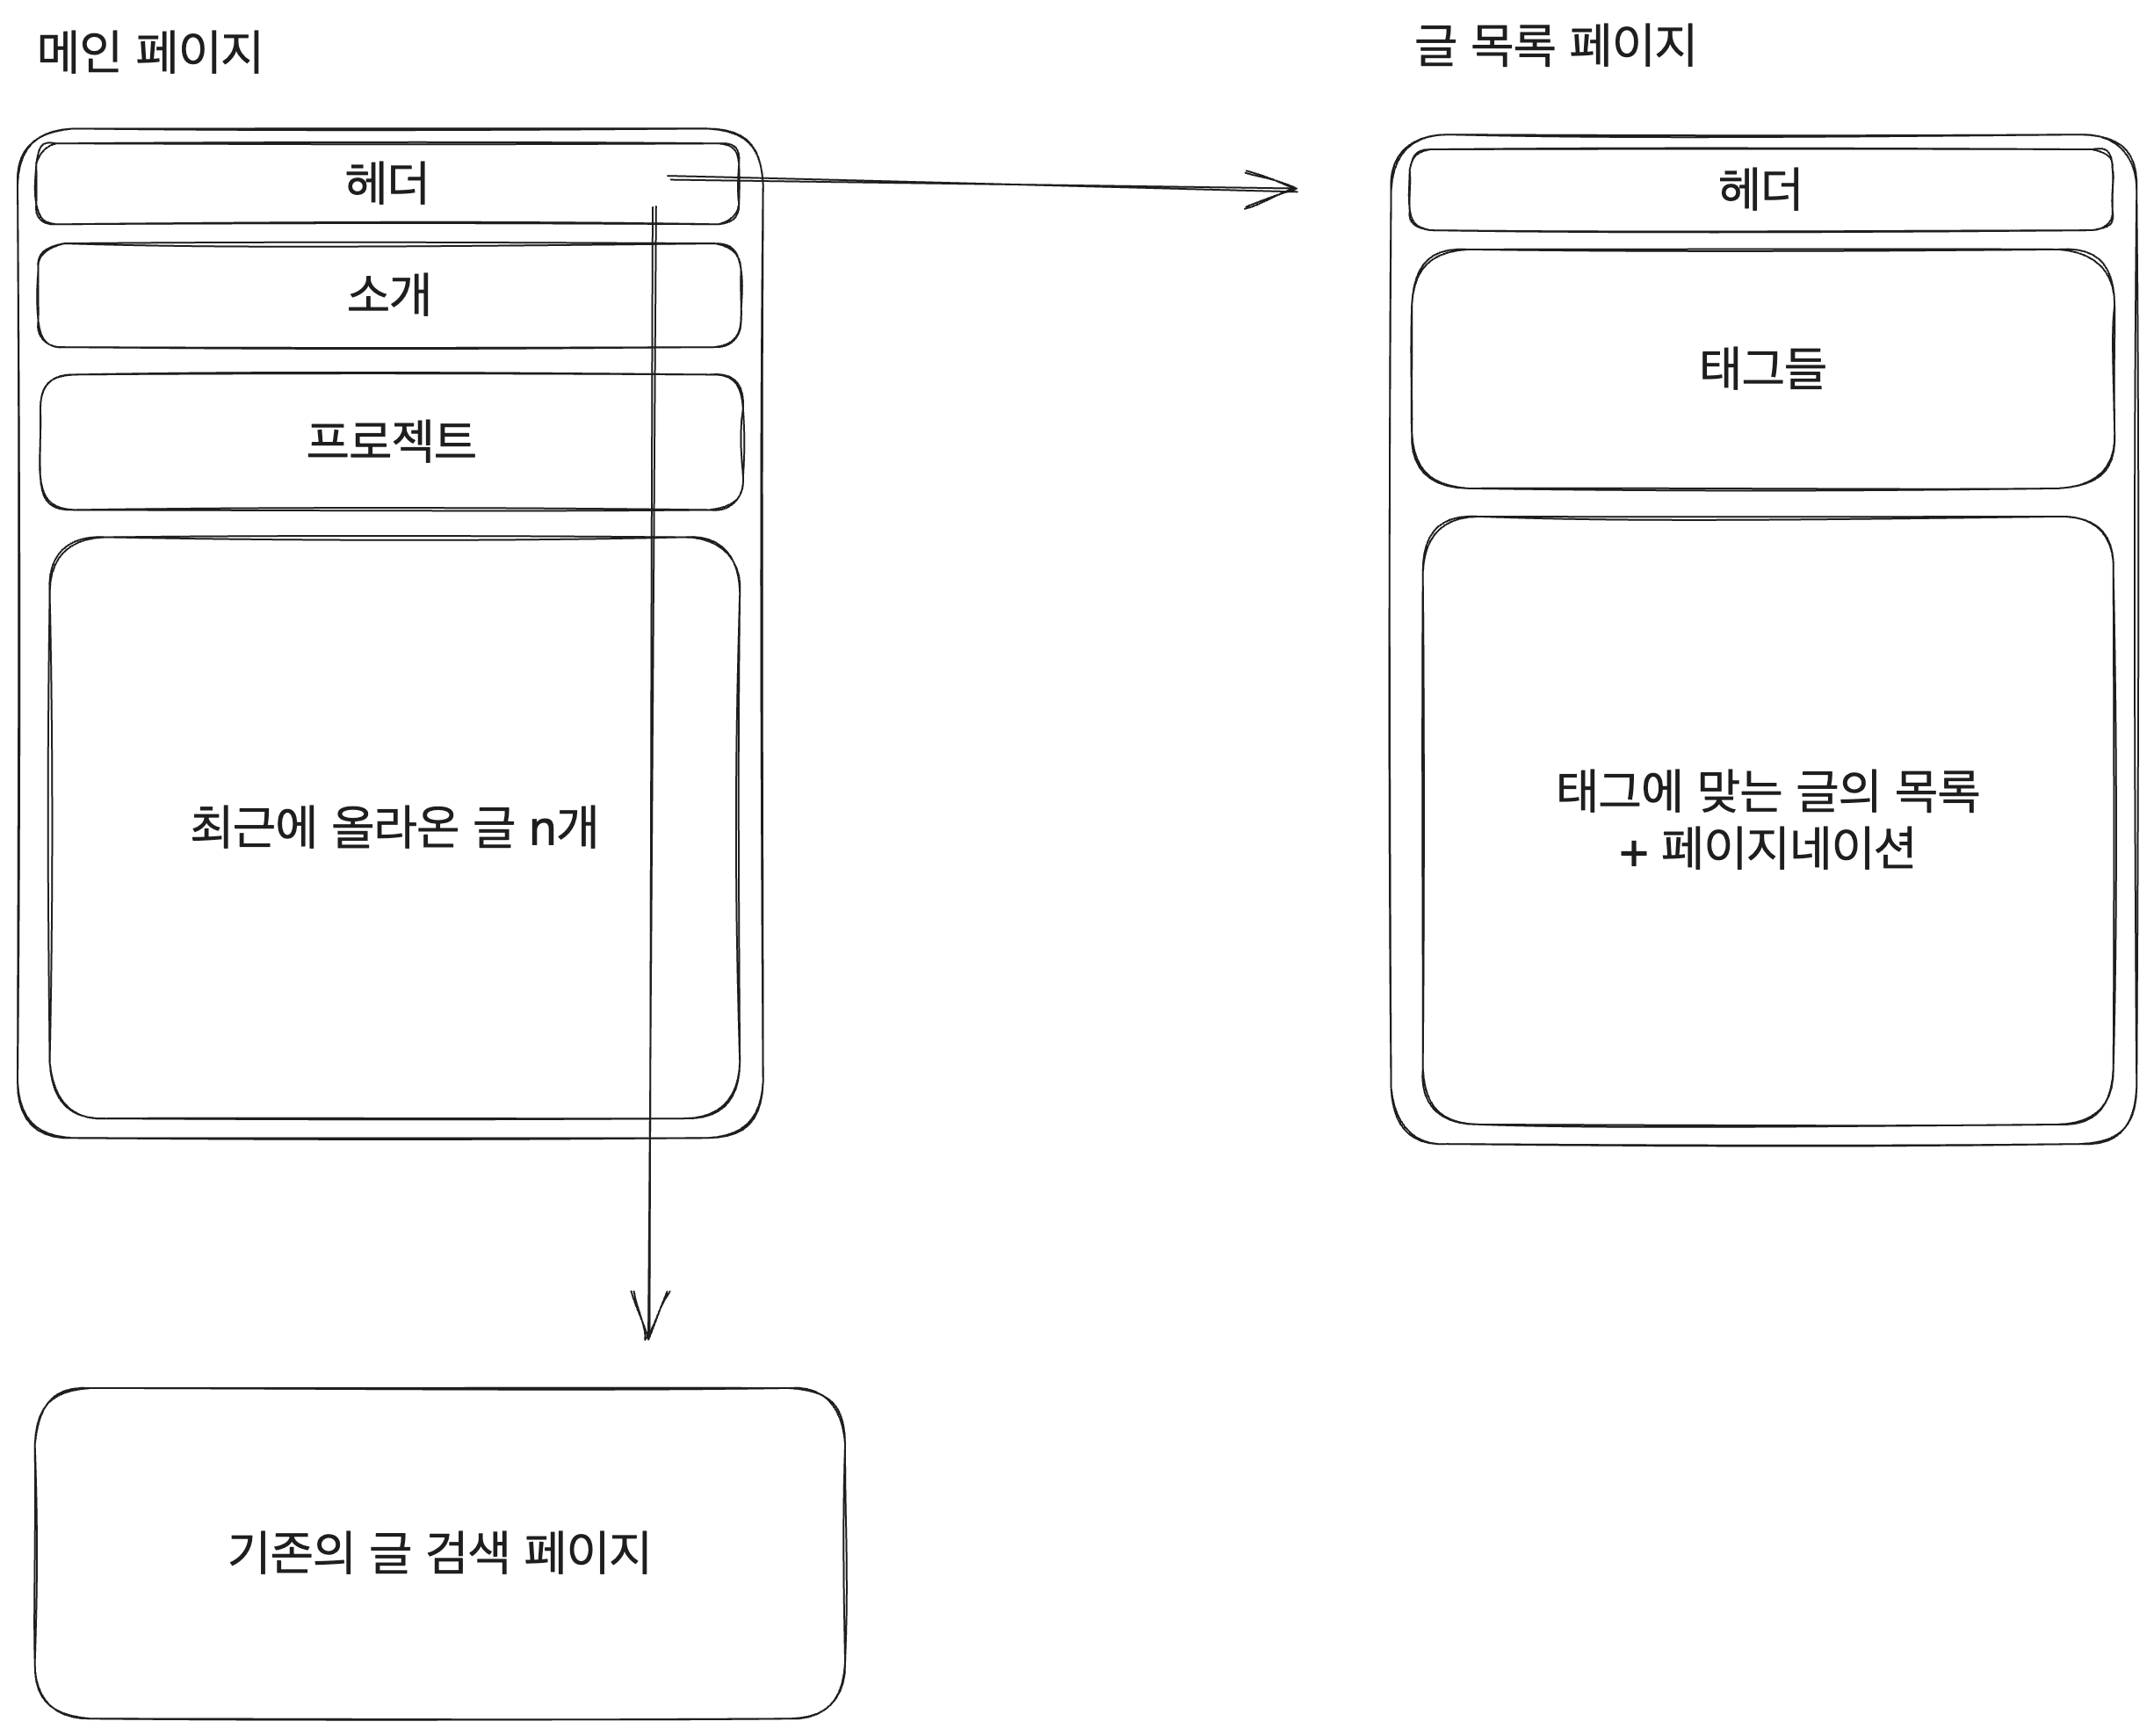 메인 페이지
글 목록 페이지
헤더
소개
프로젝트
최근에 올라온 글 n개
헤더
태그들
태그에 맞는 글의 목록
+ 페이지네이션
기존의 글 검색 페이지